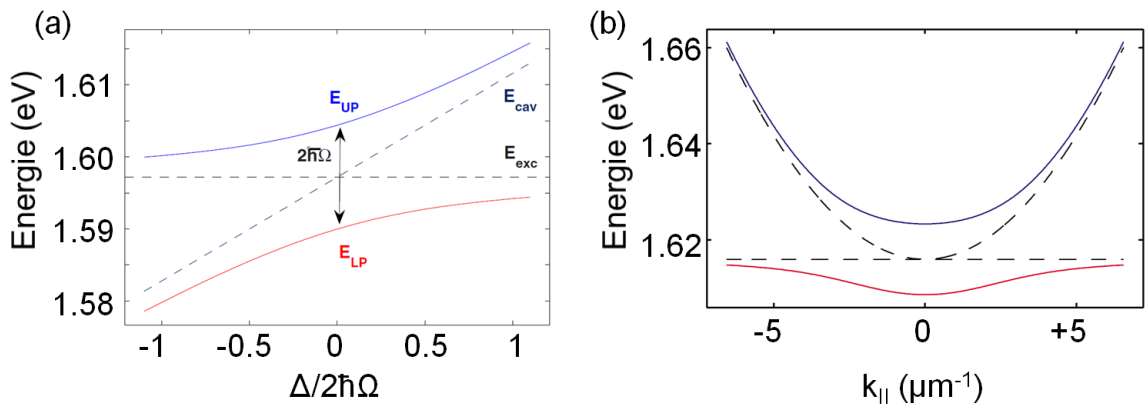 (a)
Energie (eV)
1.61
1.60
1.59
1.58
E_UP
E_cav
2ħΩ
E_exc
E_LP
-1
-0.5
0
0.5
1
Δ/2ħΩ
(b)
Energie (eV)
1.66
1.64
1.62
-5
0
+5
k_|| (µm⁻¹)